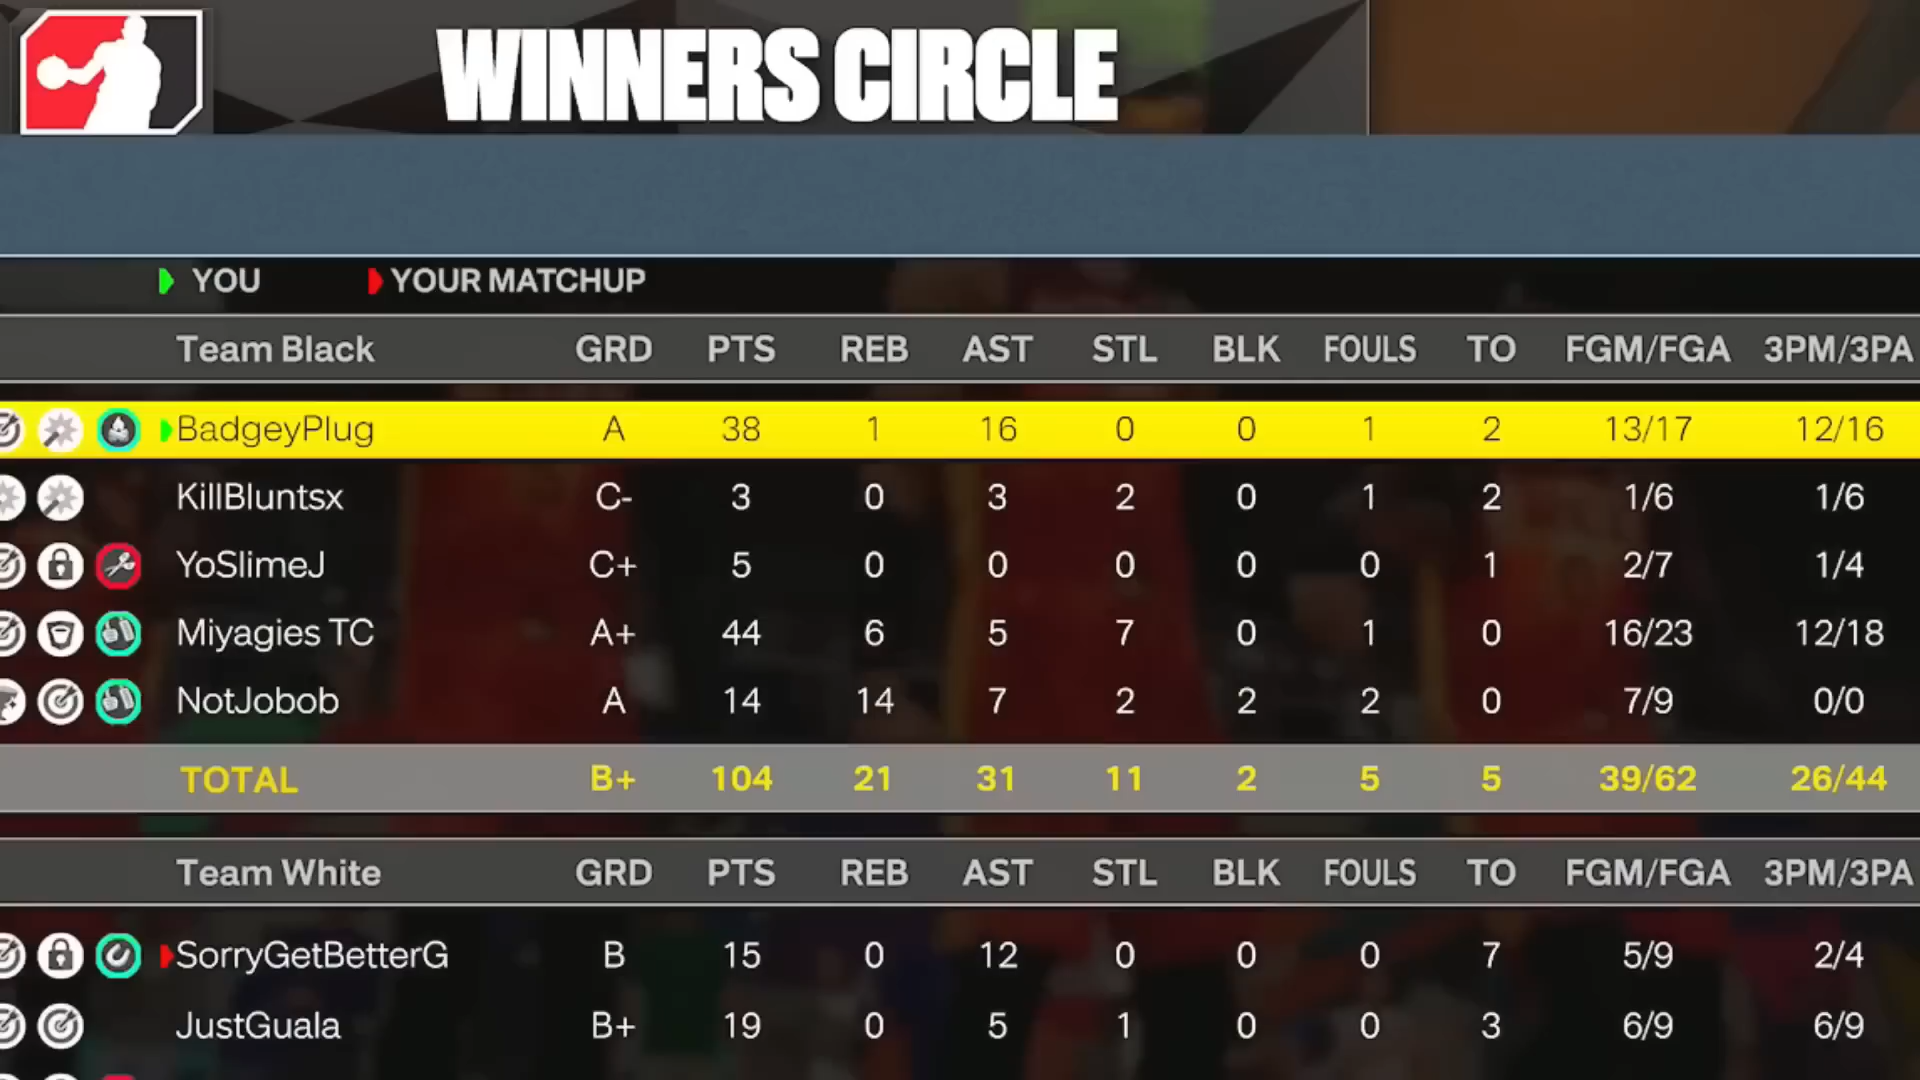 WINNERS CIRCLE
YOU YOUR MATCHUP
Team Black GRD PTS REB AST STL BLK FOULS TO FGM/FGA 3PM/3PA
BadgeyPlug A 38 1 16 0 0 1 2 13/17 12/16
KillBluntsx C- 3 0 3 2 0 1 2 1/6 1/6
YoSlimeJ C+ 5 0 0 0 0 0 1 2/7 1/4
Miyagies TC A+ 44 6 5 7 0 1 0 16/23 12/18
NotJobob A 14 14 7 2 2 2 0 7/9 0/0
TOTAL B+ 104 21 31 11 2 5 5 39/62 26/44
Team White GRD PTS REB AST STL BLK FOULS TO FGM/FGA 3PM/3PA
SorryGetBetterG B 15 0 12 0 0 0 7 5/9 2/4
JustGuala B+ 19 0 5 1 0 0 3 6/9 6/9